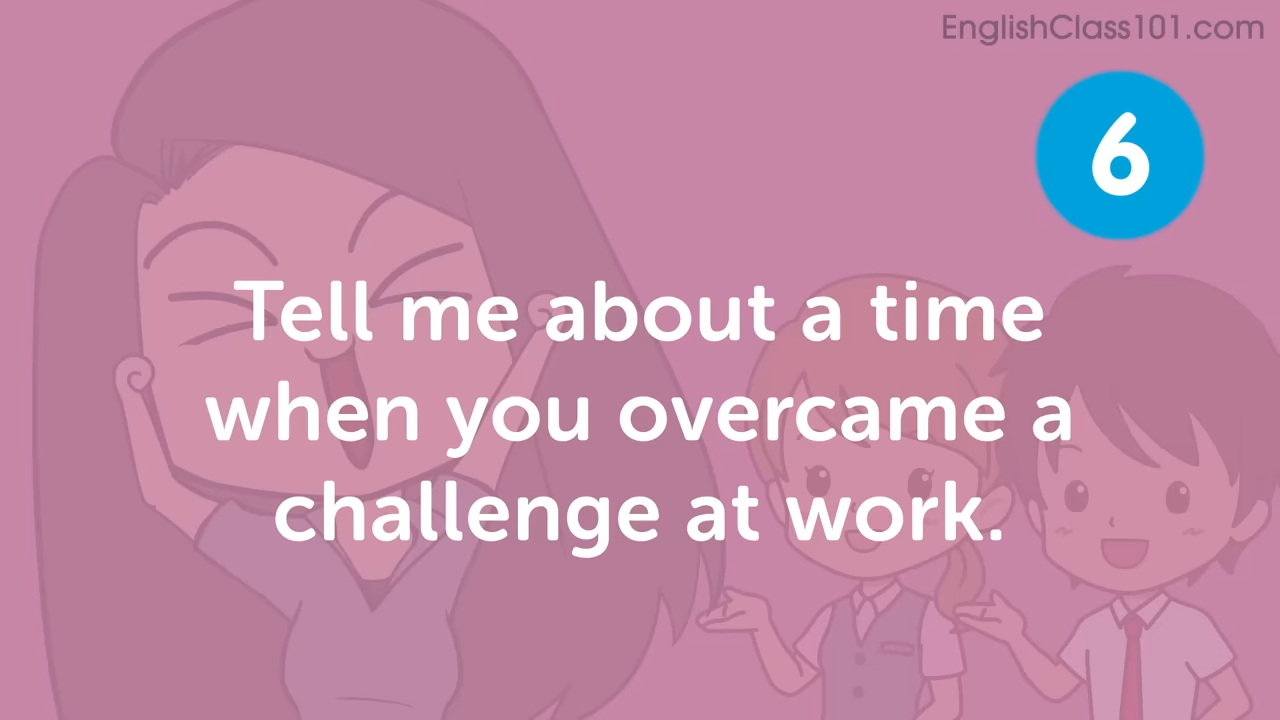 EnglishClass101.com
6
Tell me about a time
when you overcame a
challenge at work.